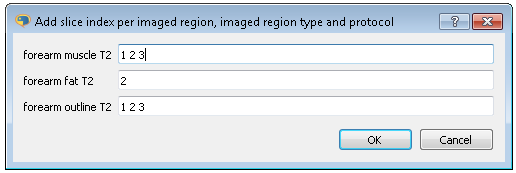 Add slice index per imaged region, imaged region type and protocol
forearm muscle T2 1 2 3
forearm fat T2 2
forearm outline T2 1 2 3
OK Cancel